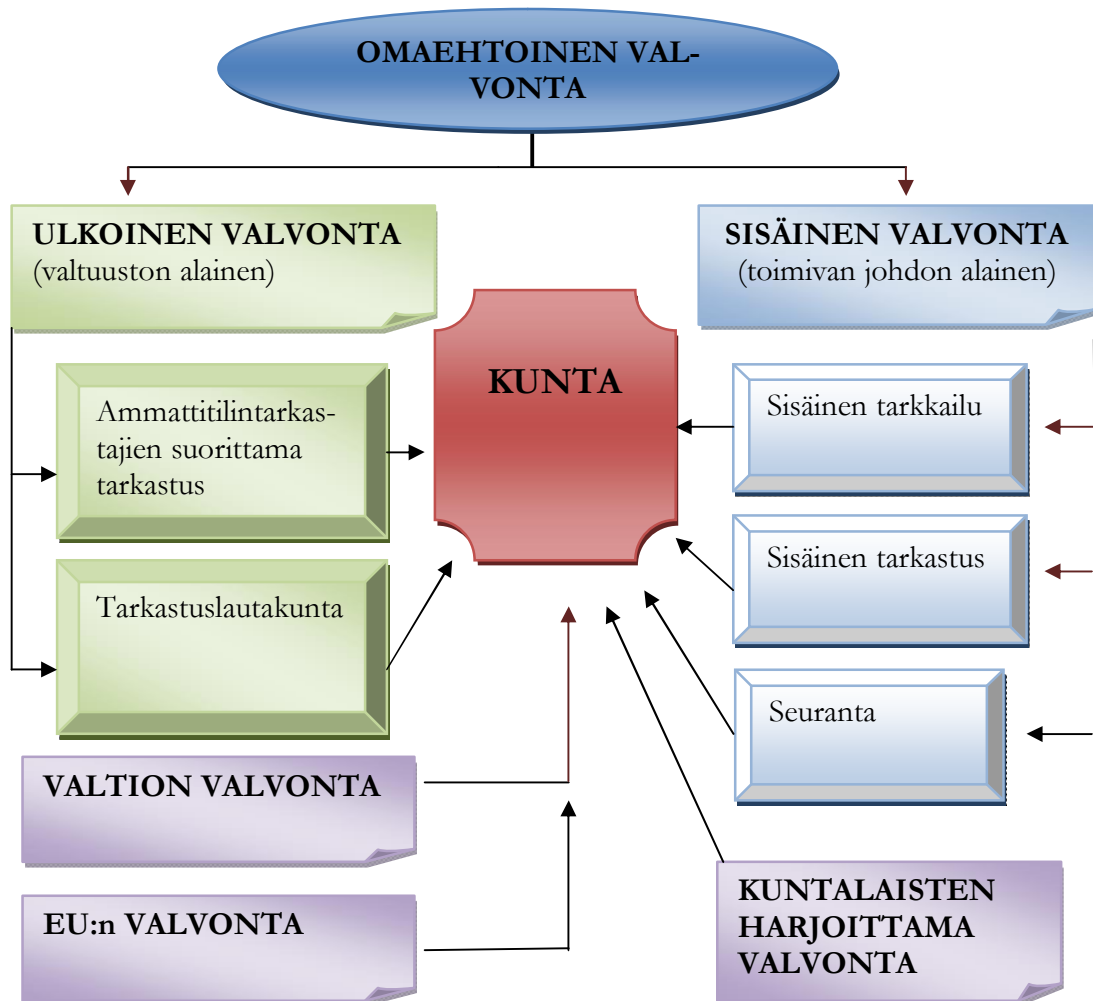 OMAEHTOINEN VAL-
VONTA
ULKOINEN VALVONTA
(valtuuston alainen)
SISÄINEN VALVONTA
(toimivan johdon alainen)
KUNTA
Ammattitilintarkas-
tajien suorittama
tarkastus
Sisäinen tarkkailu
Tarkastuslautakunta
Sisäinen tarkastus
Seuranta
VALTION VALVONTA
EU:n VALVONTA
KUNTALAISTEN
HARJOITTAMA
VALVONTA